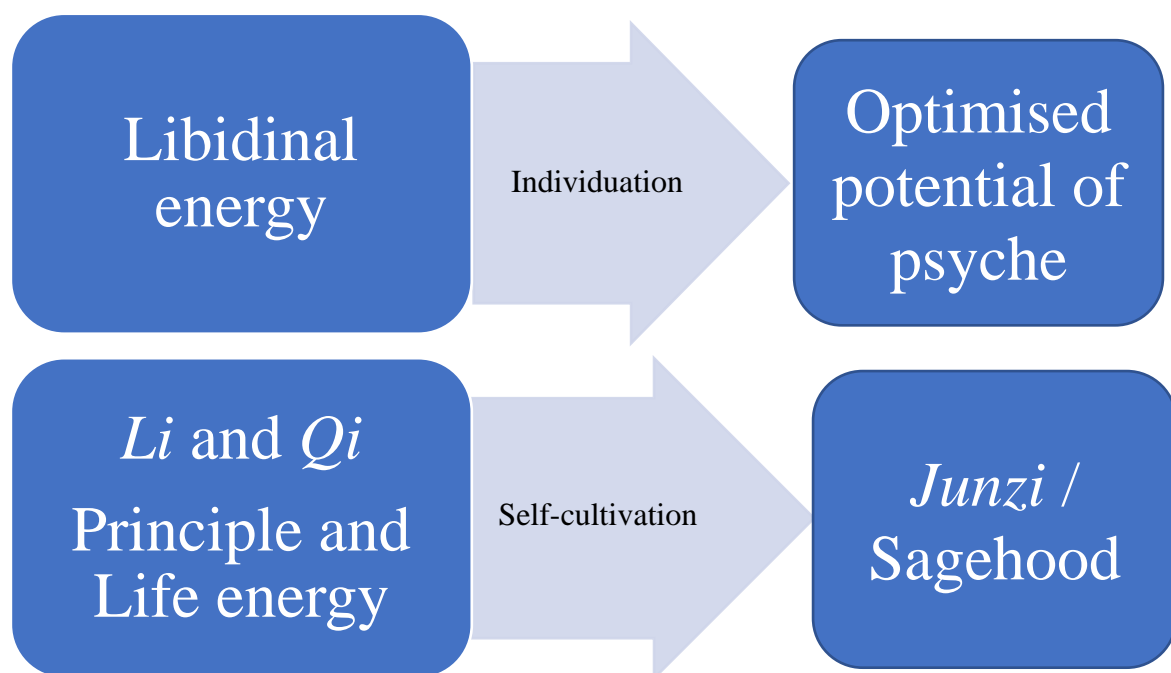 Libidinal
energy
Individuation
Optimised
potential of
psyche
Li and Qi
Principle and
Life energy
Self-cultivation
Junzi /
Sagehood